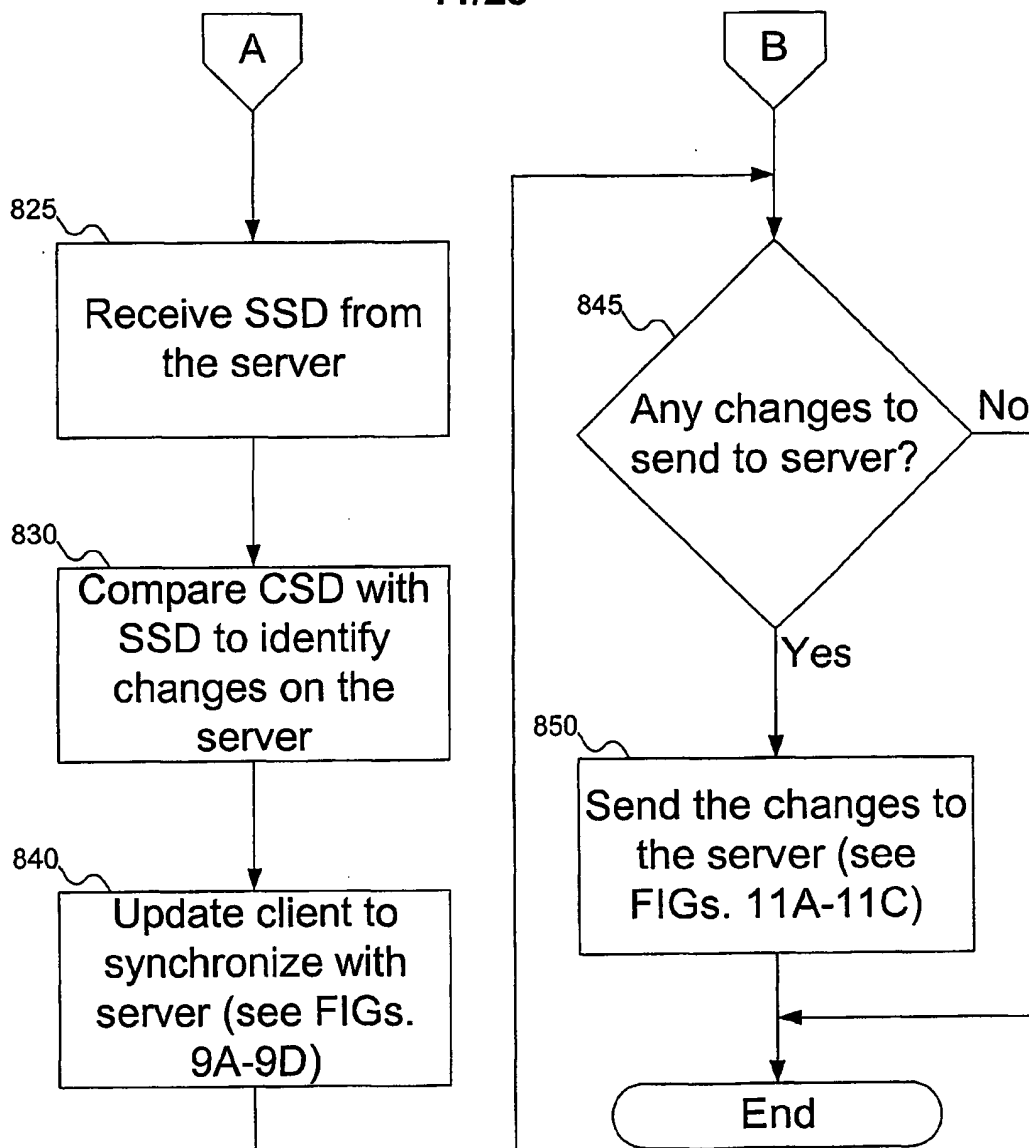 A
825
Receive SSD from
the server
830
Compare CSD with
SSD to identify
changes on the
server
840
Update client to
synchronize with
server (see FIGs.
9A-9D)
B
845
Any changes to
send to server?
No
Yes
850
Send the changes to
the server (see
FIGs. 11A-11C)
End